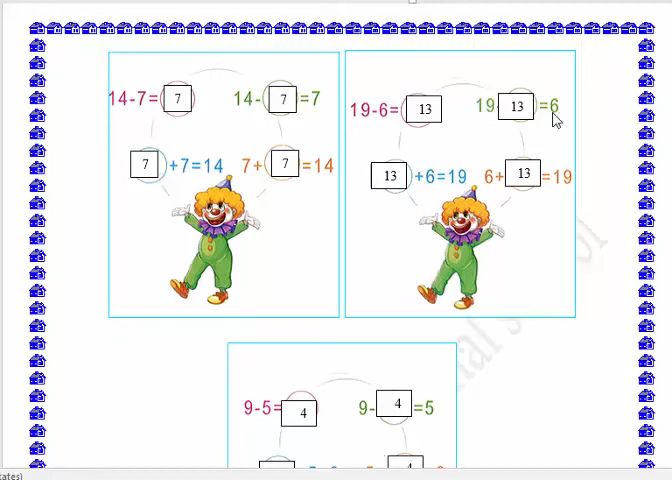 14-7= 7
14- 7 =7
7 +7=14
7+ 7 =14
19-6= 13
19 13 =6
13 +6=19
6+ 13 =19
9-5= 4
9- 4 =5